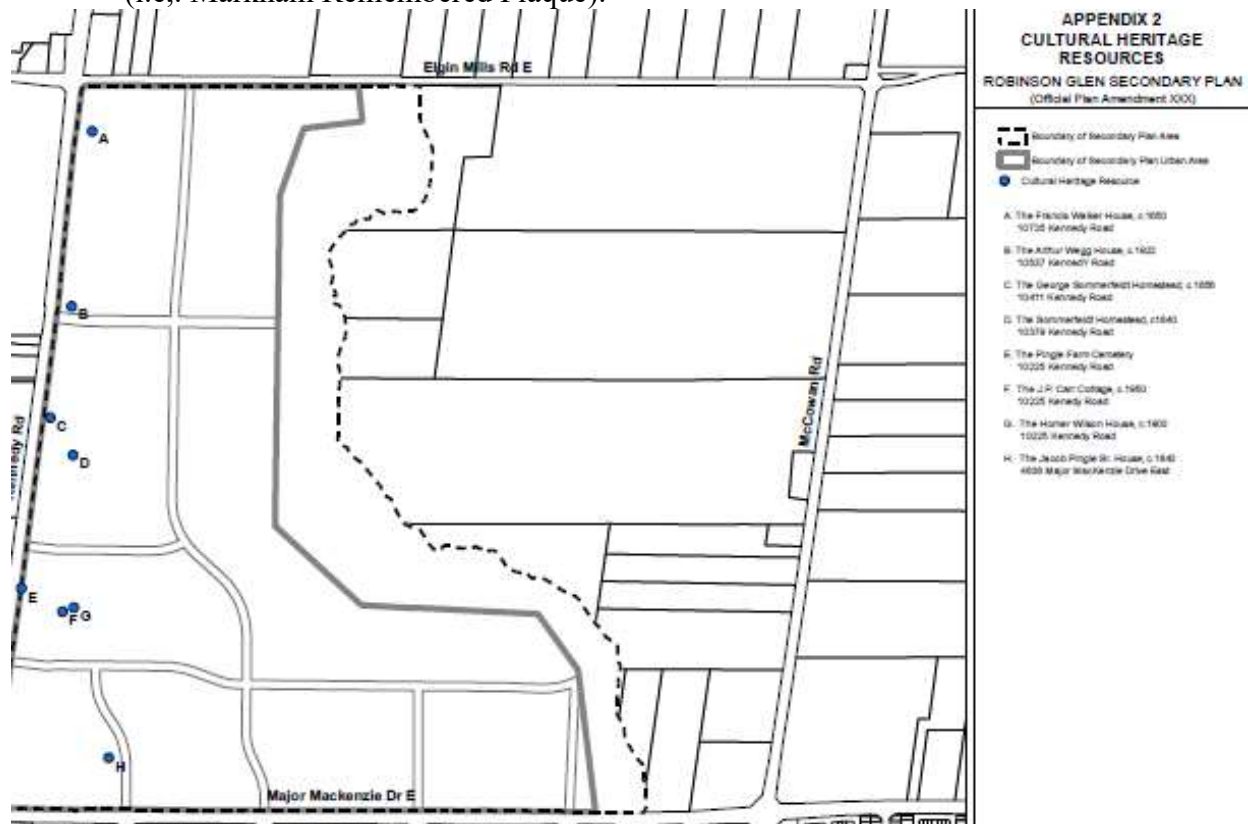 (i.e,. Markham Remembered Plaque).
APPENDIX 2
CULTURAL HERITAGE
RESOURCES
ROBINSON GLEN SECONDARY PLAN
(Official Plan Amendment XXX)
Boundary of Secondary Plan Area
Boundary of Secondary Plan Urban Area
Cultural Heritage Resource
A. The Francis Walker House, c.1850
10735 Kennedy Road
B. The Arthur Wegg House, c.1920
10537 Kennedy Road
C. The George Sommerfeldt Homestead, c.1856
10411 Kennedy Road
D. The Sommerfeldt Homestead, c1840
10379 Kennedy Road
E. The Pingle Farm Cemetery
10225 Kennedy Road
F. The J.P. Carr Cottage, c.1950
10225 Kenedy Road
G. The Homer Wilson House, c.1900
10225 Kennedy Road
H. The Jacob Pingle Sr. House, c.1840
Major MacKenzie Drive East
Elgin Mills Rd E
A
B
C
D
McCowan Rd
Kennedy Rd
E
F
G
H
Major Mackenzie Dr E